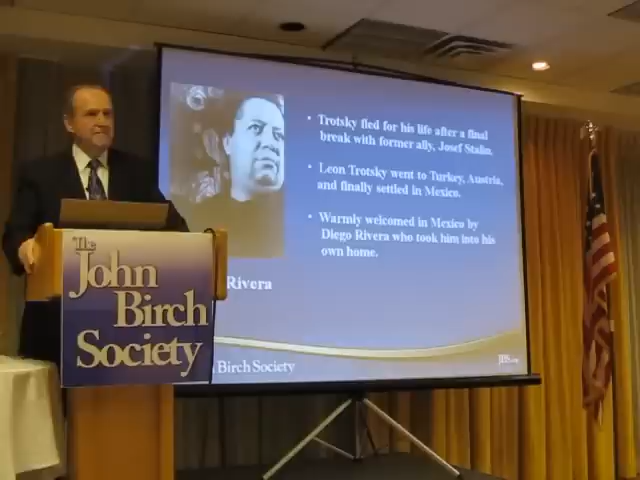 • Trotsky fled for his life after a final
break with former ally, Josef Stalin.
• Leon Trotsky went to Turkey, Austria,
and finally settled in Mexico.
• Warmly welcomed in Mexico by
Diego Rivera who took him into his
own home.
Rivera
Birch Society
JBS.org
The
John
Birch
Society